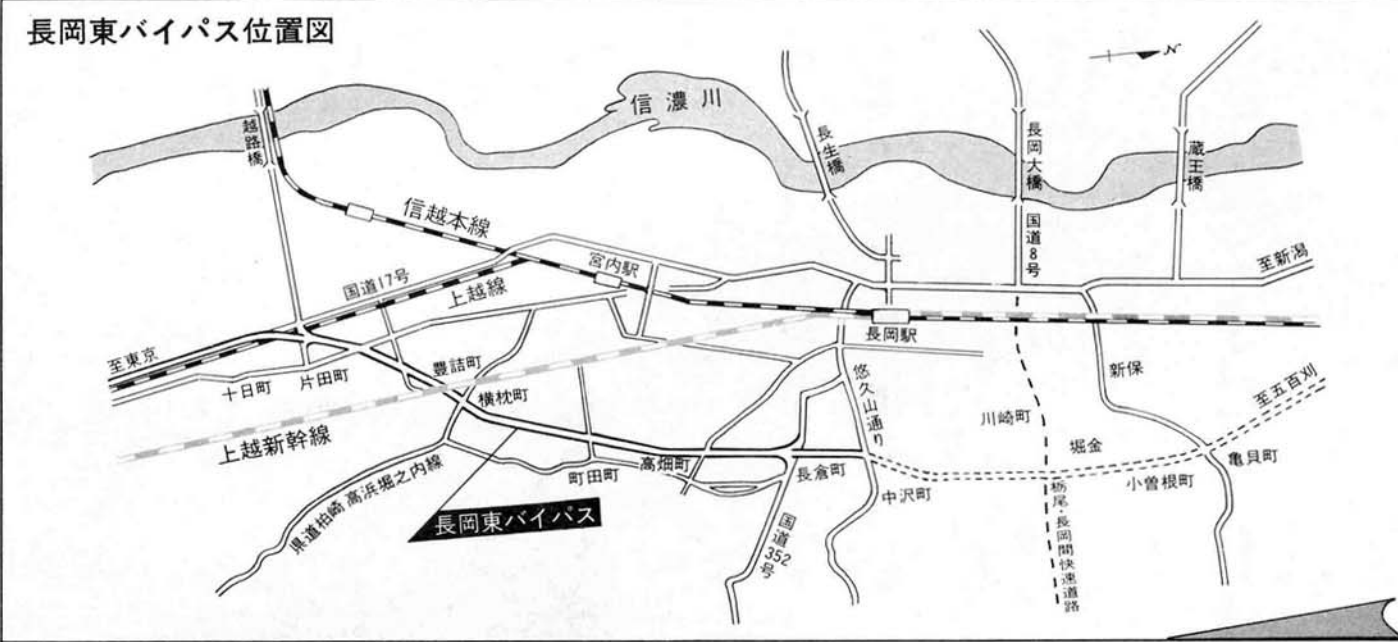 長岡東バイパス位置図
N
信濃川
越路橋
長生橋
長岡大橋
蔵王橋
国道8号
信越本線
宮内駅
国道17号
上越線
至新潟
至東京
長岡駅
十日町
片田町
豊詰町
横枕町
悠久山通り
新保
川崎町
至五百刈
上越新幹線
堀金
亀貝町
県道柏崎高浜堀之内線
町田町
高畑町
長倉町
中沢町
小曽根町
長岡東バイパス
国道352号
栃尾・長岡間快速道路